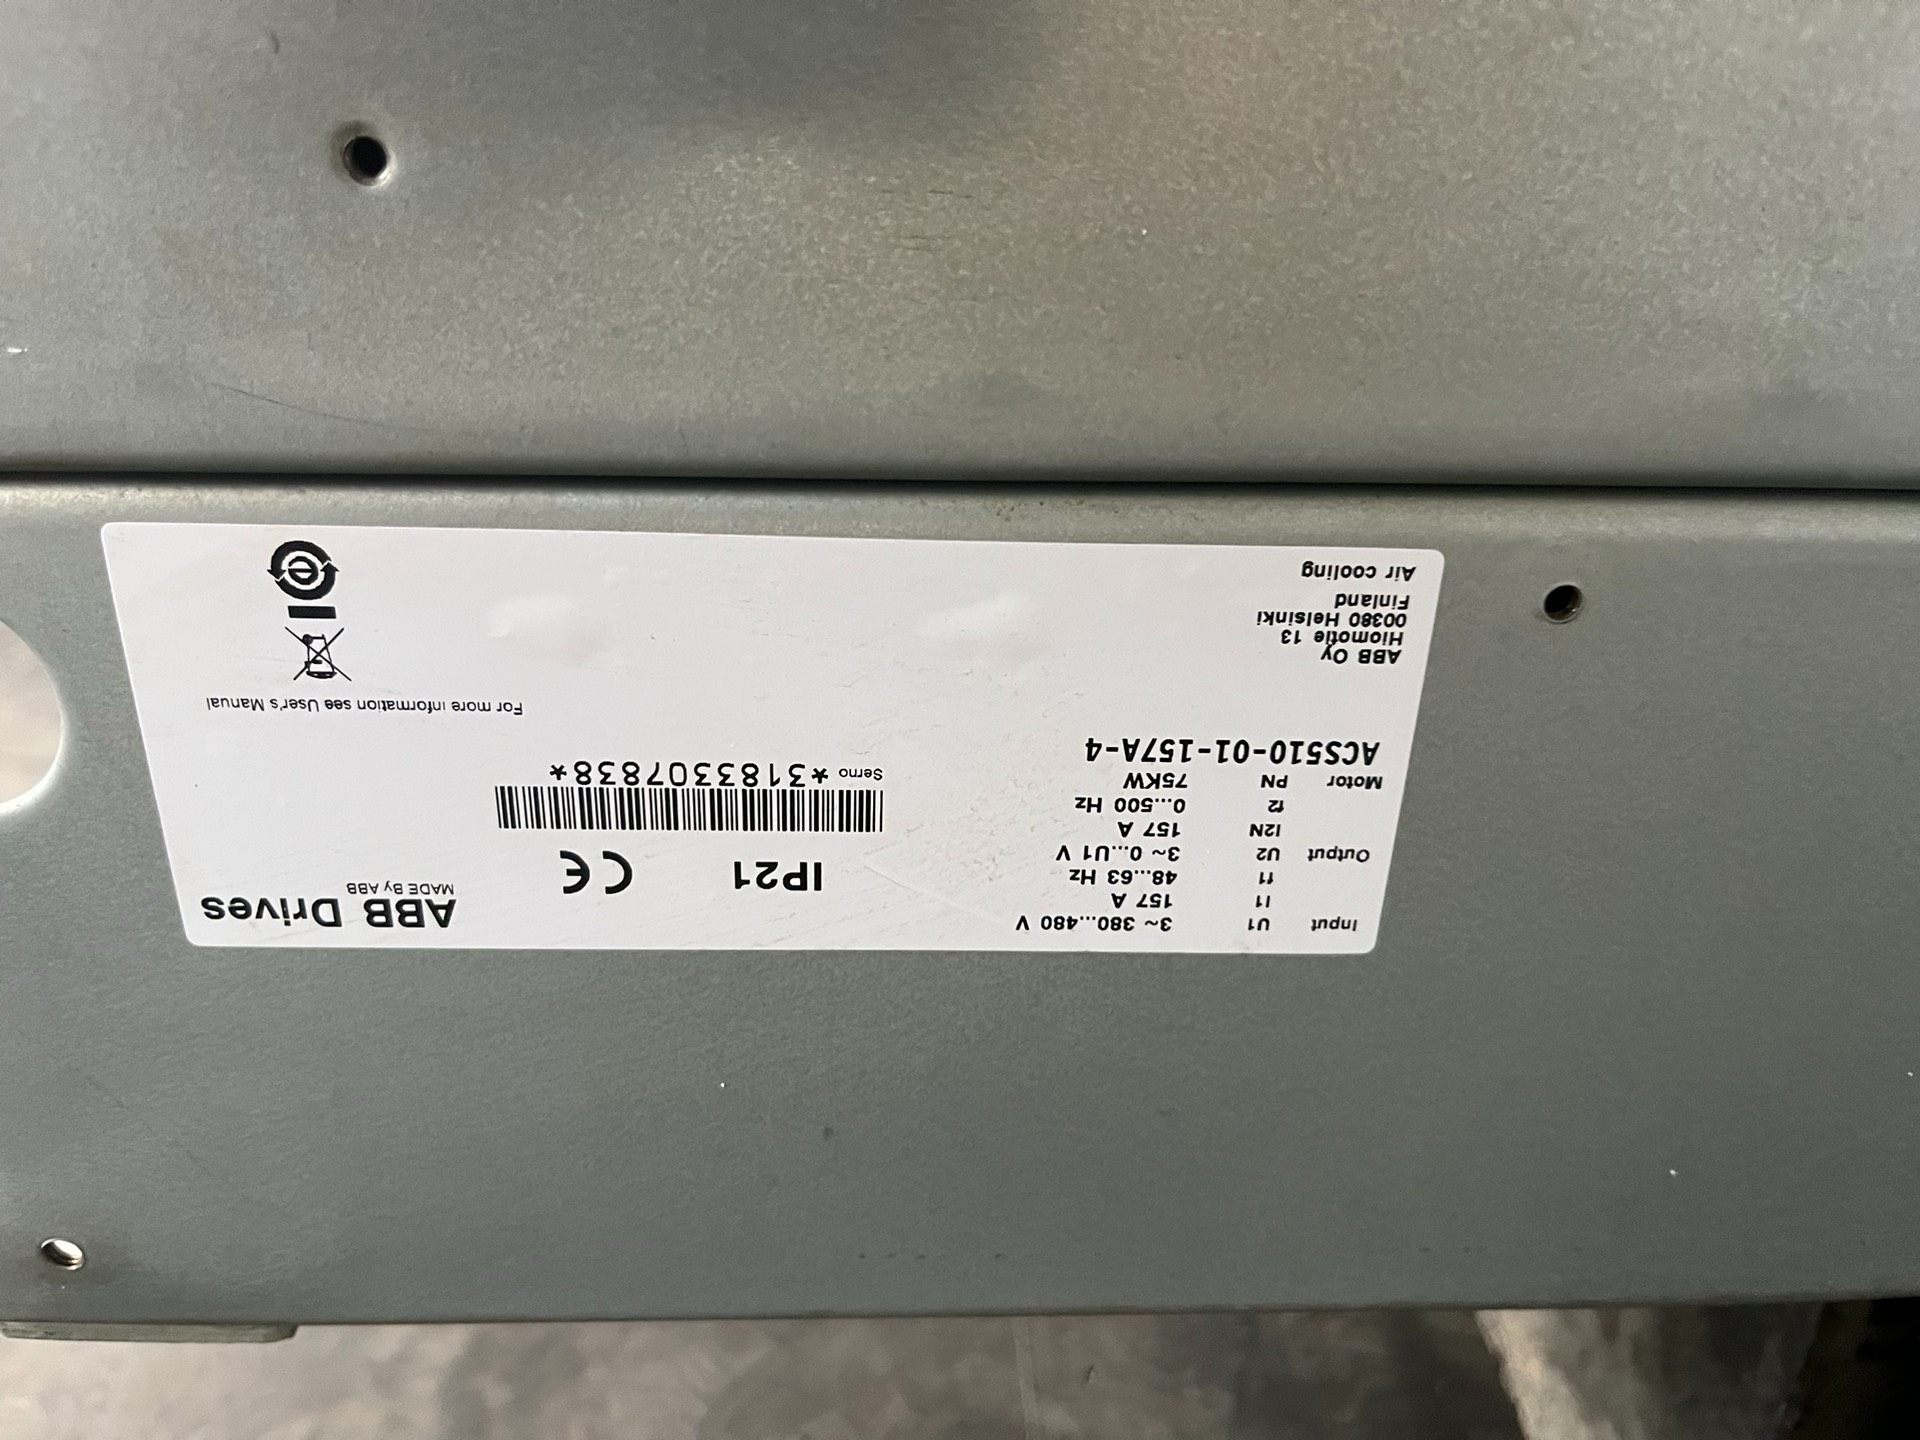 Input U1 3~ 380...480 V
I1 157 A
f1 48...63 Hz
Output U2 3~ 0...U1 V
I2N 157 A
f2 0...500 Hz
Motor PN 75KW
ACS510-01-157A-4
ABB Oy
Hiomotie 13
00380 Helsinki
Finland
Air cooling
IP21
CE
Serno *3183307838*
ABB Drives
MADE By ABB
For more information see User's Manual
e